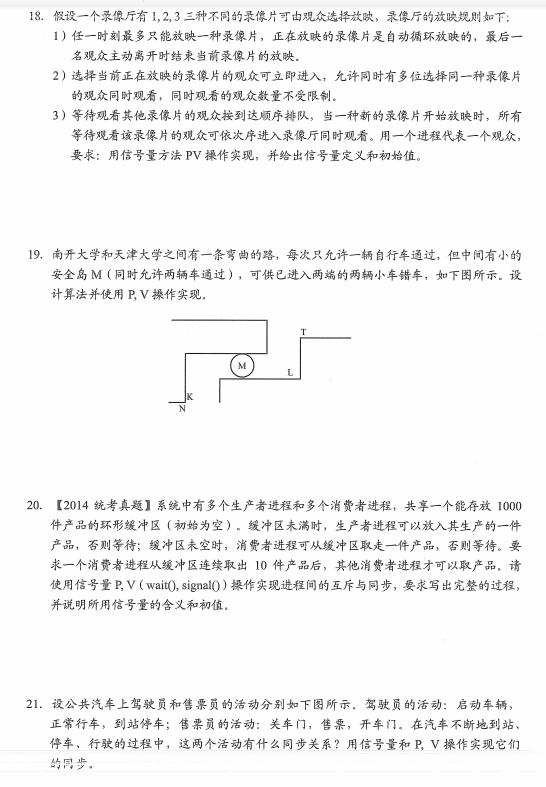 18. 假设一个录像厅有 1, 2, 3 三种不同的录像片可由观众选择放映，录像厅的放映规则如下：
1）任一时刻最多只能放映一种录像片，正在放映的录像片是自动循环放映的，最后一
名观众主动离开时结束当前录像片的放映。
2）选择当前正在放映的录像片的观众可立即进入，允许同时有多位选择同一种录像片
的观众同时观看，同时观看的观众数量不受限制。
3）等待观看其他录像片的观众按到达顺序排队，当一种新的录像片开始放映时，所有
等待观看该录像片的观众可依次序进入录像厅同时观看。用一个进程代表一个观众，
要求：用信号量方法 PV 操作实现，并给出信号量定义和初始值。
19. 南开大学和天津大学之间有一条弯曲的路，每次只允许一辆自行车通过，但中间有小的
安全岛 M（同时允许两辆车通过），可供已进入两端的两辆小车错车，如下图所示。设
计算法并使用 P, V 操作实现。
T
M
L
K
N
20. 【2014 统考真题】系统中有多个生产者进程和多个消费者进程，共享一个能存放 1000
件产品的环形缓冲区（初始为空）。缓冲区未满时，生产者进程可以放入其生产的一件
产品，否则等待；缓冲区未空时，消费者进程可从缓冲区取走一件产品，否则等待。要
求一个消费者进程从缓冲区连续取出 10 件产品后，其他消费者进程才可以取产品。请
使用信号量 P, V（wait(), signal()）操作实现进程间的互斥与同步，要求写出完整的过程，
并说明所用信号量的含义和初值。
21. 设公共汽车上驾驶员和售票员的活动分别如下图所示。驾驶员的活动：启动车辆，
正常行车，到站停车；售票员的活动：关车门，售票，开车门。在汽车不断地到站、
停车、行驶的过程中，这两个活动有什么同步关系？用信号量和 P, V 操作实现它们
的同步。